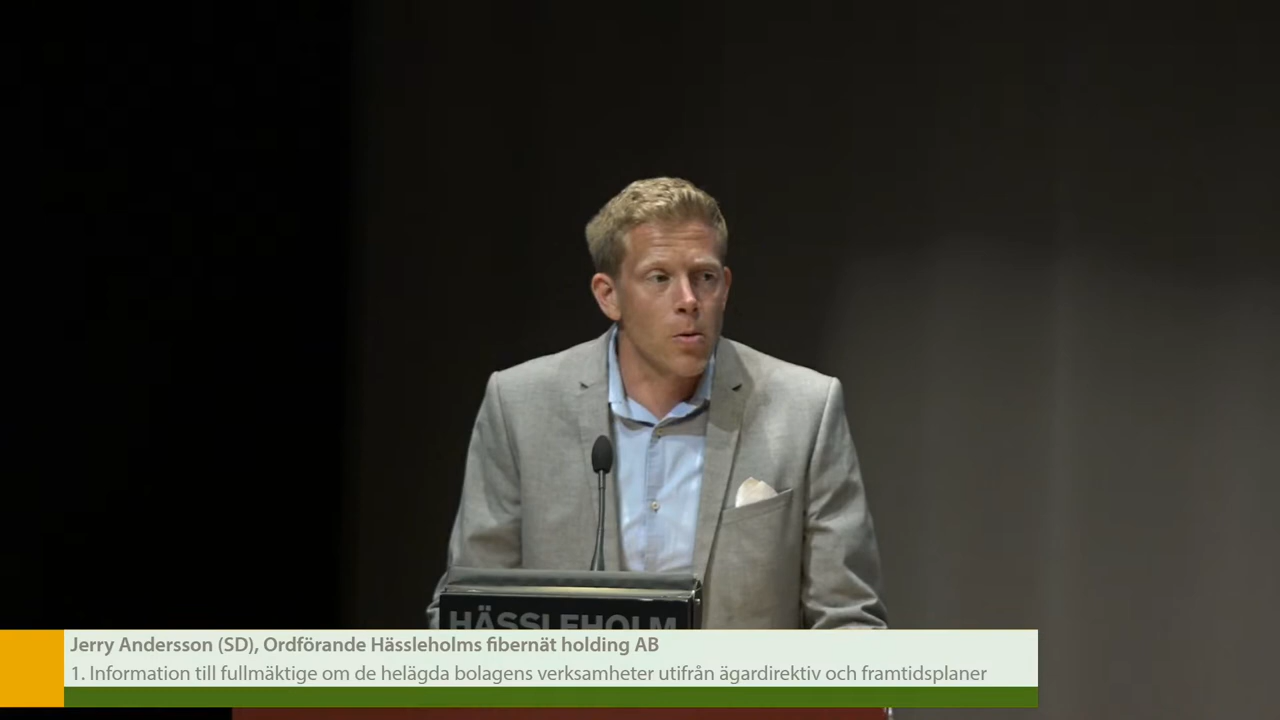 HÄSSLEHOLM
Jerry Andersson (SD), Ordförande Hässleholms fibernät holding AB
1. Information till fullmäktige om de helägda bolagens verksamheter utifrån ägardirektiv och framtidsplaner